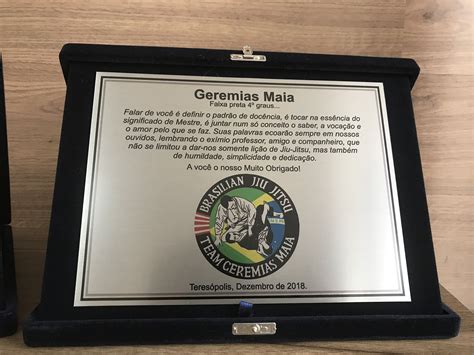 Geremias Maia
Faixa preta 4º graus...
Falar de você é definir o padrão de docência, é tocar na essência do
significado de Mestre, é juntar num só conceito o saber, a vocação e
o amor pelo que se faz. Suas palavras ecoarão sempre em nossos
ouvidos, lembrando o exímio professor, amigo e companheiro, que
não se limitou a dar-nos somente lição de Jiu-Jitsu, mas também
de humildade, simplicidade e dedicação.
A você o nosso Muito Obrigado!
BRASILIAN JIU JITSU
TEAM CEREMIAS MAIA
Teresópolis, Dezembro de 2018.